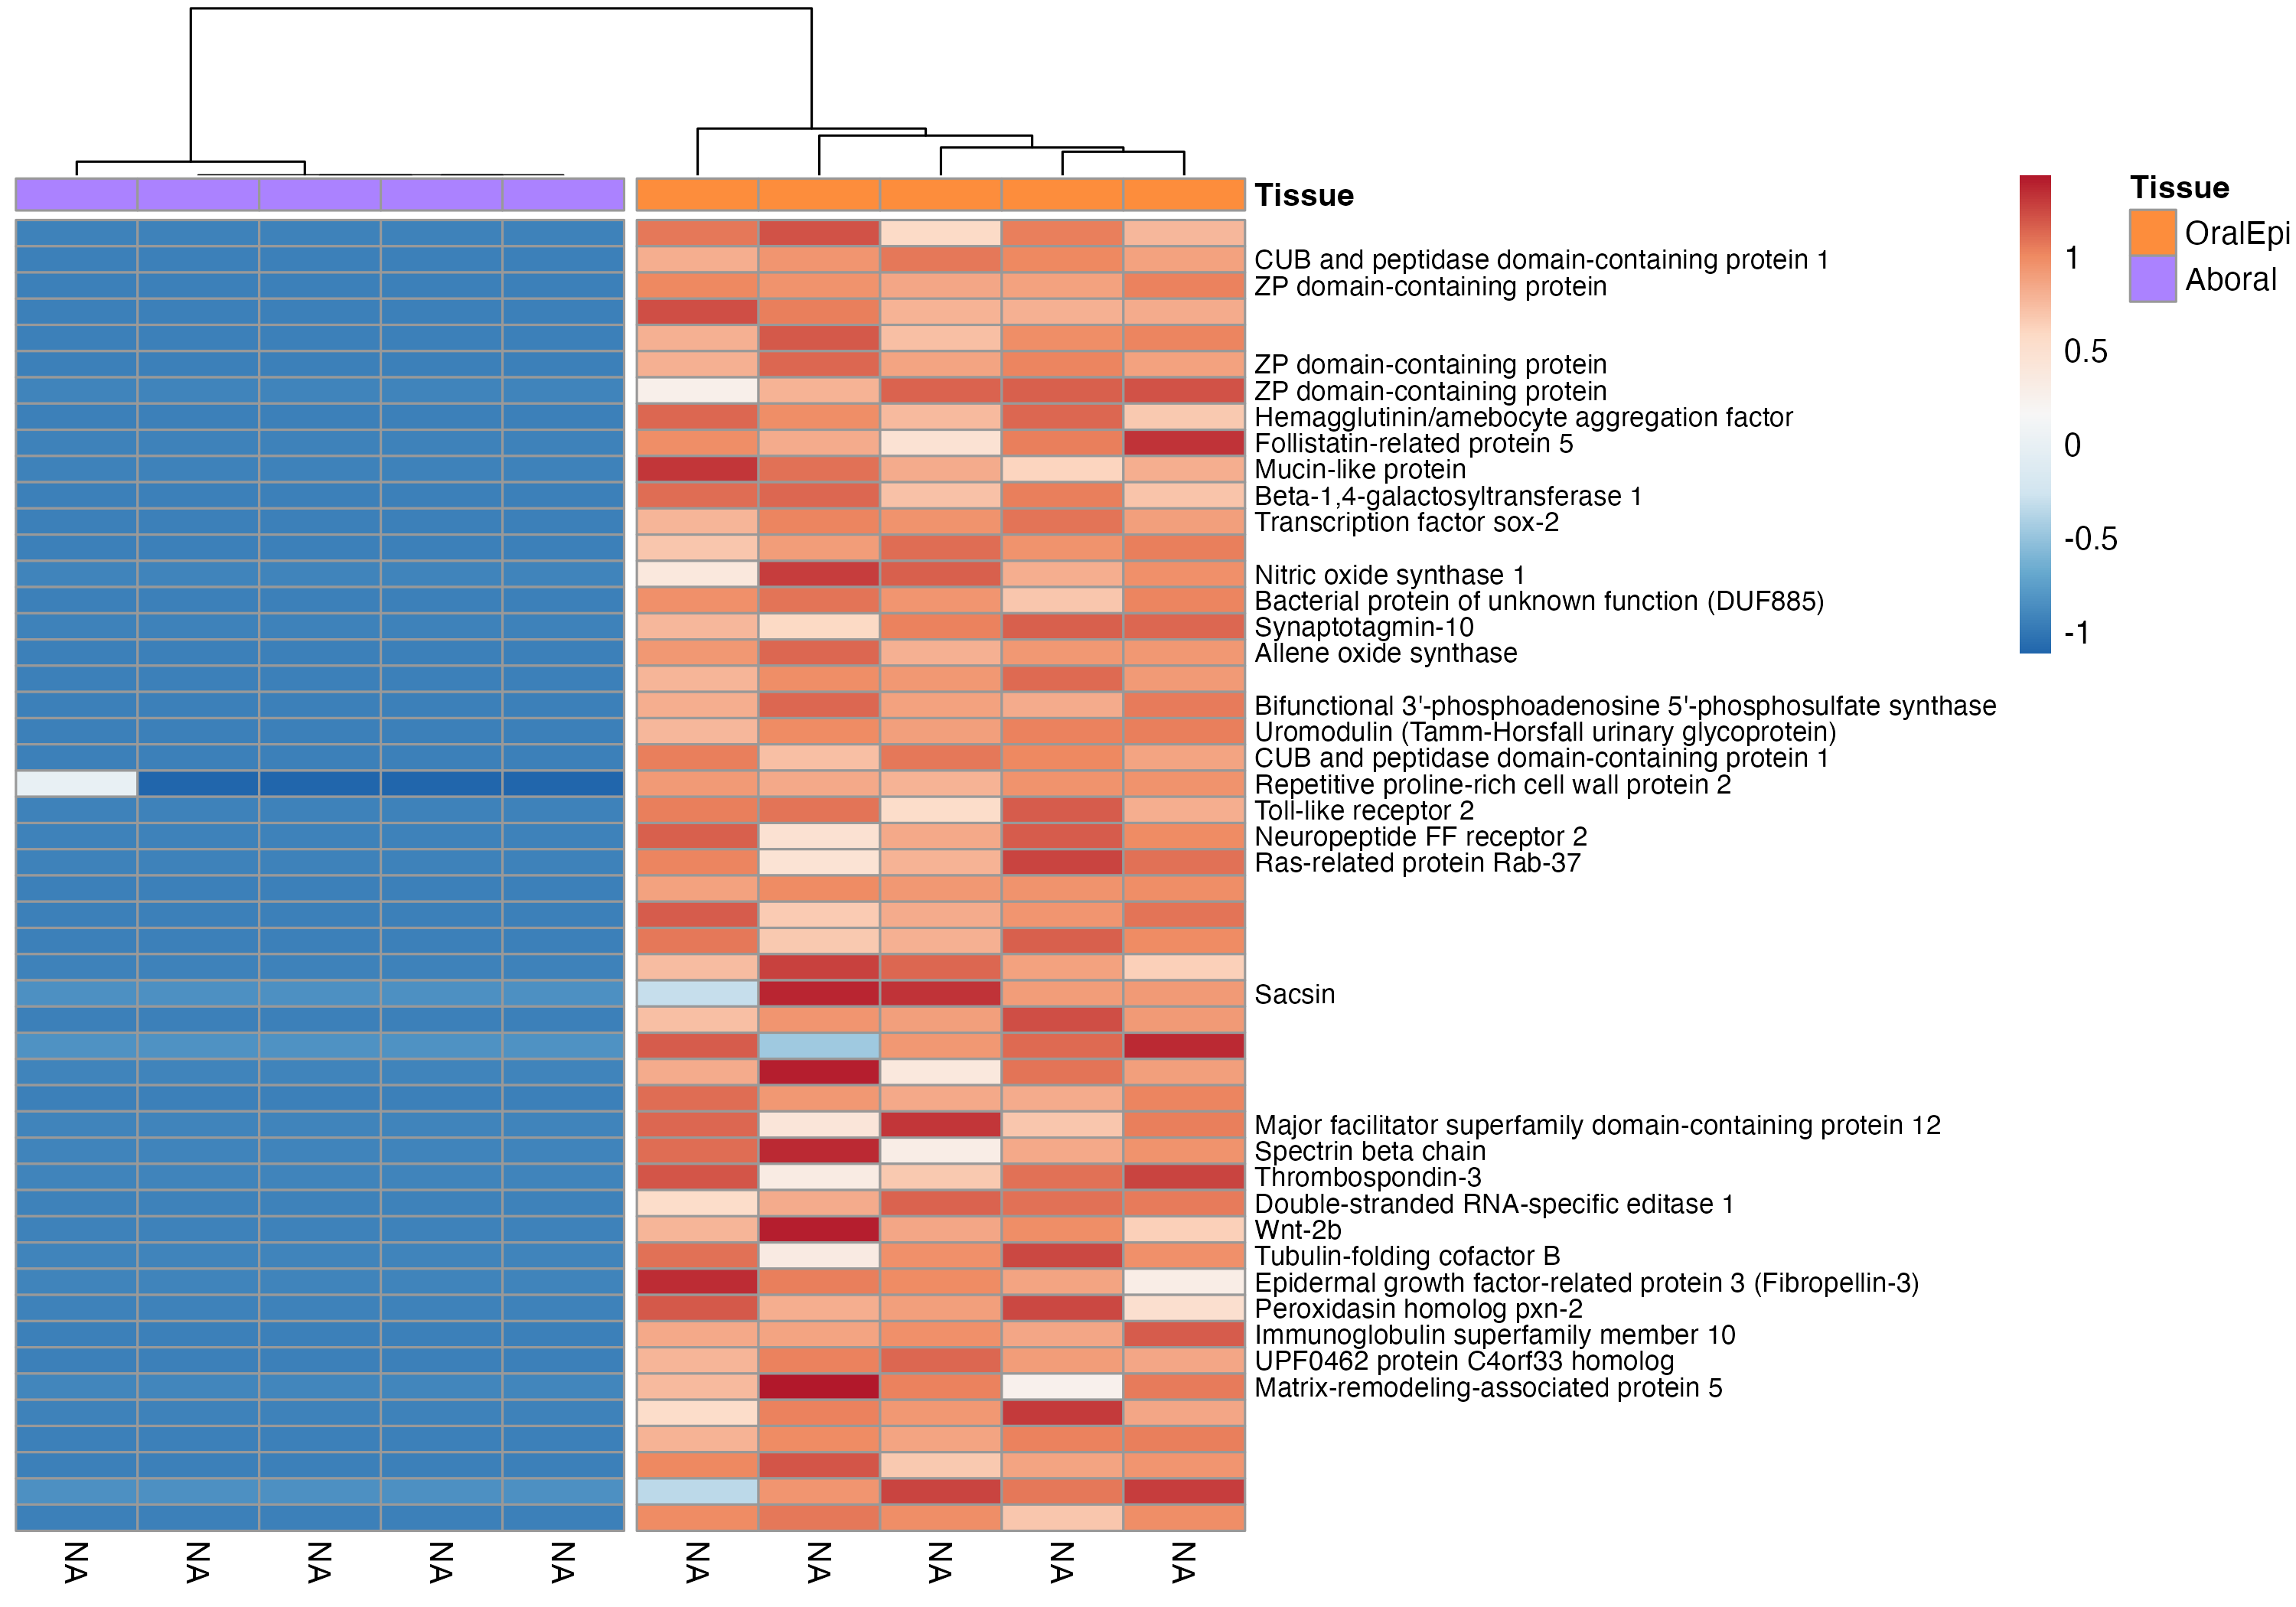 Tissue
CUB and peptidase domain-containing protein 1
ZP domain-containing protein
ZP domain-containing protein
ZP domain-containing protein
Hemagglutinin/amebocyte aggregation factor
Follistatin-related protein 5
Mucin-like protein
Beta-1,4-galactosyltransferase 1
Transcription factor sox-2
Nitric oxide synthase 1
Bacterial protein of unknown function (DUF885)
Synaptotagmin-10
Allene oxide synthase
Bifunctional 3'-phosphoadenosine 5'-phosphosulfate synthase
Uromodulin (Tamm-Horsfall urinary glycoprotein)
CUB and peptidase domain-containing protein 1
Repetitive proline-rich cell wall protein 2
Toll-like receptor 2
Neuropeptide FF receptor 2
Ras-related protein Rab-37
Sacsin
Major facilitator superfamily domain-containing protein 12
Spectrin beta chain
Thrombospondin-3
Double-stranded RNA-specific editase 1
Wnt-2b
Tubulin-folding cofactor B
Epidermal growth factor-related protein 3 (Fibropellin-3)
Peroxidasin homolog pxn-2
Immunoglobulin superfamily member 10
UPF0462 protein C4orf33 homolog
Matrix-remodeling-associated protein 5
NA NA NA NA NA NA NA NA NA NA
1
0.5
0
-0.5
-1
Tissue
OralEpi
Aboral